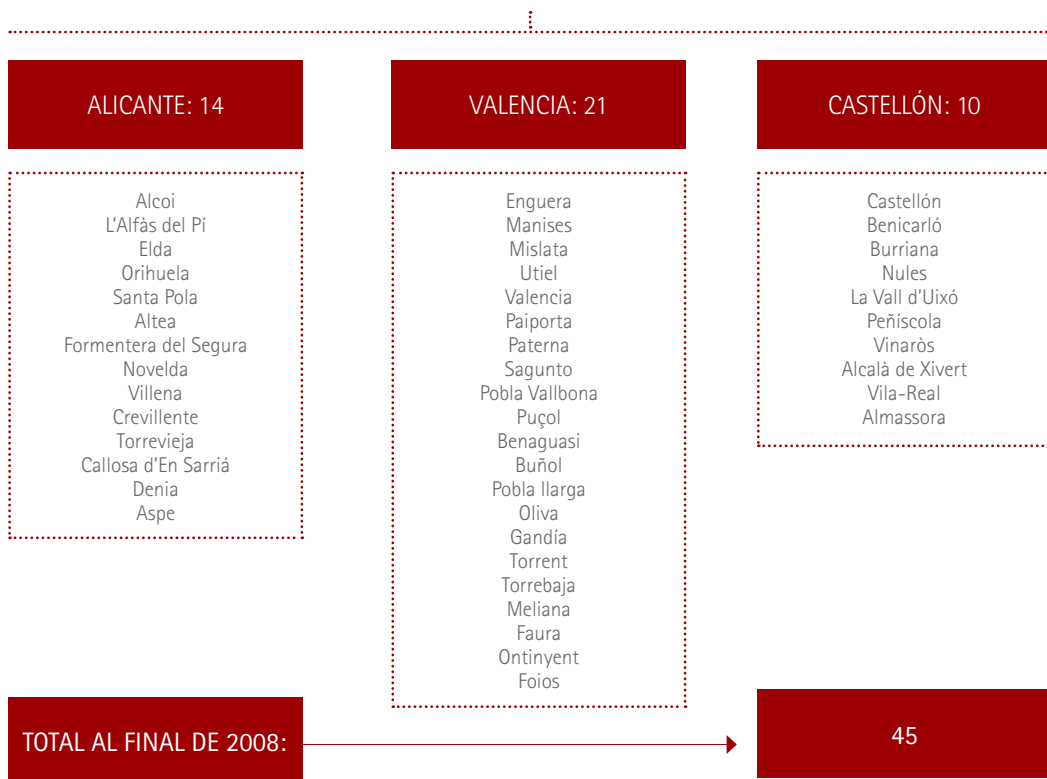 ALICANTE: 14
Alcoi
L'Alfàs del Pí
Elda
Orihuela
Santa Pola
Altea
Formentera del Segura
Novelda
Villena
Crevillente
Torrevieja
Callosa d'En Sarriá
Denia
Aspe
VALENCIA: 21
Enguera
Manises
Mislata
Utiel
Valencia
Paiporta
Paterna
Sagunto
Pobla Vallbona
Puçol
Benaguasi
Buñol
Pobla llarga
Oliva
Gandía
Torrent
Torrebaja
Meliana
Faura
Ontinyent
Foios
CASTELLÓN: 10
Castellón
Benicarló
Burriana
Nules
La Vall d'Uixó
Peñíscola
Vinaròs
Alcalà de Xivert
Vila-Real
Almassora
TOTAL AL FINAL DE 2008:
45